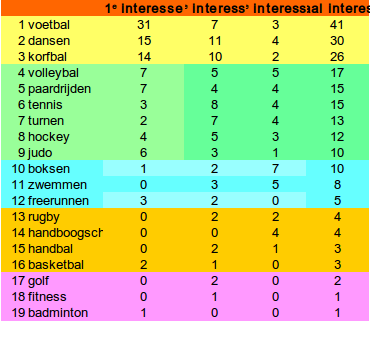 1e Interesse Interess Interess al Interes
1 voetbal 31 7 3 41
2 dansen 15 11 4 30
3 korfbal 14 10 2 26
4 volleybal 7 5 5 17
5 paardrijden 7 4 4 15
6 tennis 3 8 4 15
7 turnen 2 7 4 13
8 hockey 4 5 3 12
9 judo 6 3 1 10
10 boksen 1 2 7 10
11 zwemmen 0 3 5 8
12 freerunnen 3 2 0 5
13 rugby 0 2 2 4
14 handboogsch 0 0 4 4
15 handbal 0 2 1 3
16 basketbal 2 1 0 3
17 golf 0 2 0 2
18 fitness 0 1 0 1
19 badminton 1 0 0 1